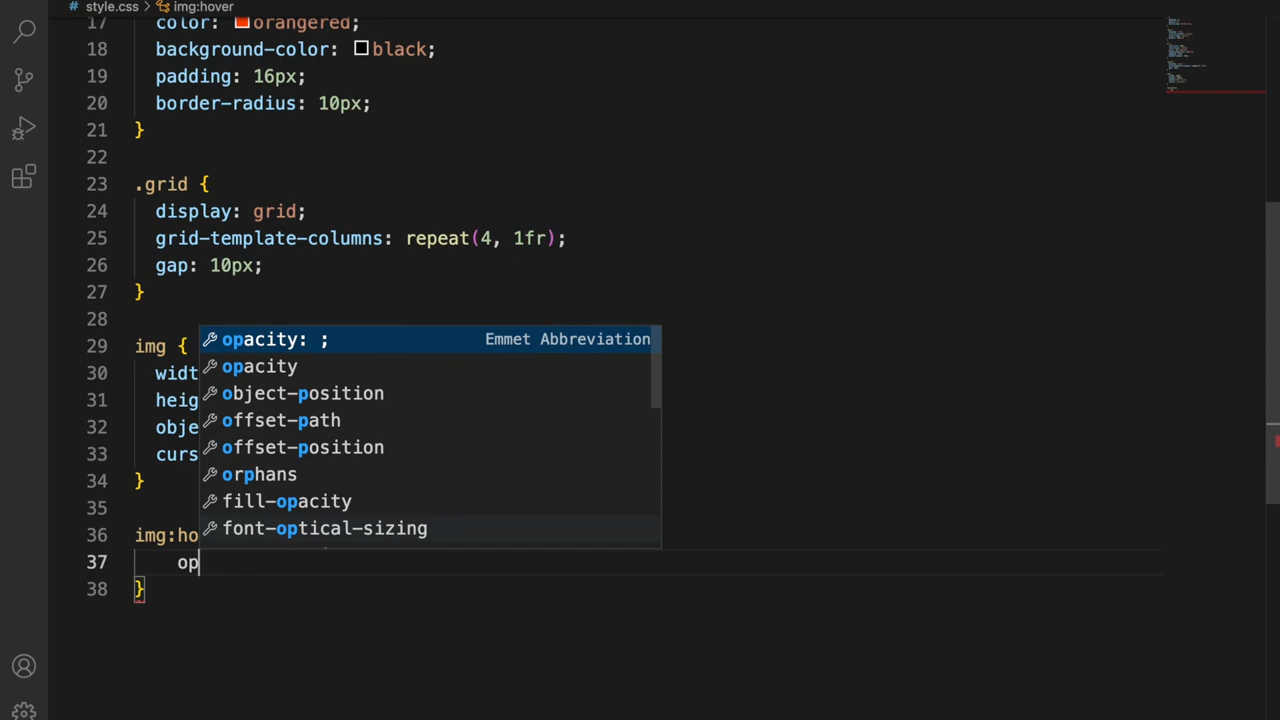 # style.css > img:hover
17 color: orangered;
18 background-color: black;
19 padding: 16px;
20 border-radius: 10px;
21 }
22
23 .grid {
24 display: grid;
25 grid-template-columns: repeat(4, 1fr);
26 gap: 10px;
27 }
28
29 img {
opacity: ; Emmet Abbreviation
opacity
30 widt
object-position
31 heig
offset-path
32 obje
offset-position
33 curs
orphans
34 }
fill-opacity
35
font-optical-sizing
36 img:ho
37 op
38 }